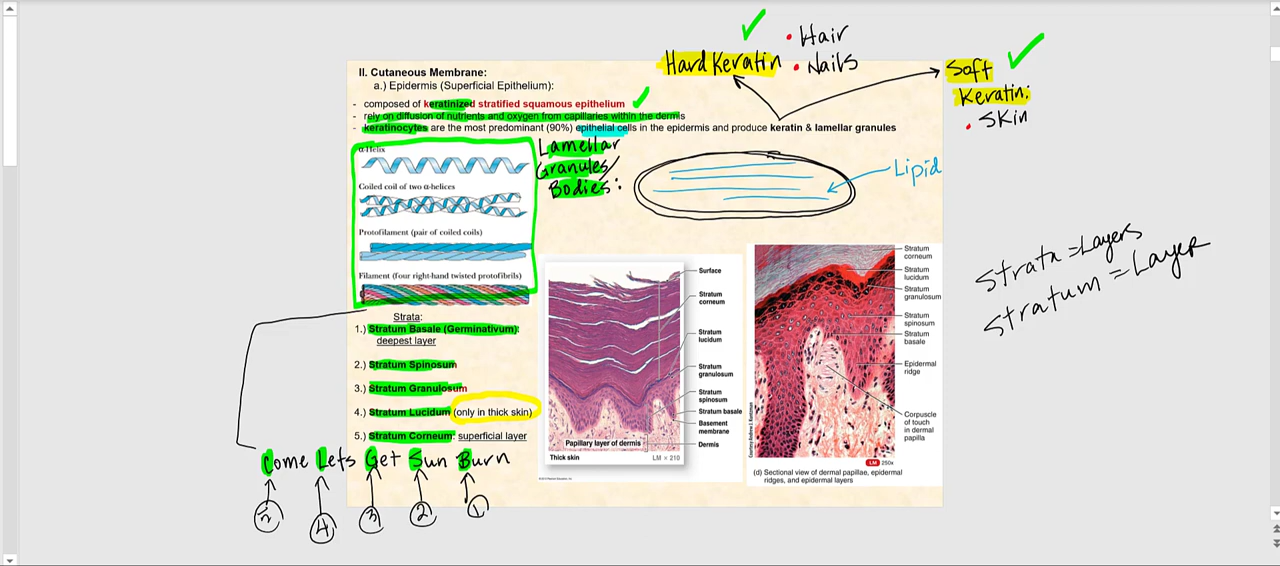 Hard Keratin
• Hair
• Nails
Soft
Keratin:
• Skin
II. Cutaneous Membrane:
a.) Epidermis (Superficial Epithelium):
- composed of keratinized stratified squamous epithelium
- rely on diffusion of nutrients and oxygen from capillaries within the dermis
- keratinocytes are the most predominant (90%) epithelial cells in the epidermis and produce keratin & lamellar granules
α-Helix
Coiled coil of two α-helices
Protofilament (pair of coiled coils)
Filament (four right-hand twisted protofibrils)
Lamellar
Granules/
Bodies:
Lipid
Strata = Layers
Stratum = Layer
Strata:
1.) Stratum Basale (Germinativum):
deepest layer
2.) Stratum Spinosum
3.) Stratum Granulosum
4.) Stratum Lucidum (only in thick skin)
5.) Stratum Corneum: superficial layer
Come Lets Get Sun Burn
5 4 3 2 1
Surface
Stratum
corneum
Stratum
lucidum
Stratum
granulosum
Stratum
spinosum
Stratum basale
Basement
membrane
Dermis
Papillary layer of dermis
Thick skin
LM × 210
Stratum
corneum
Stratum
lucidum
Stratum
granulosum
Stratum
spinosum
Stratum
basale
Epidermal
ridge
Corpuscle
of touch
in dermal
papilla
LM 250x
(d) Sectional view of dermal papillae, epidermal
ridges, and epidermal layers